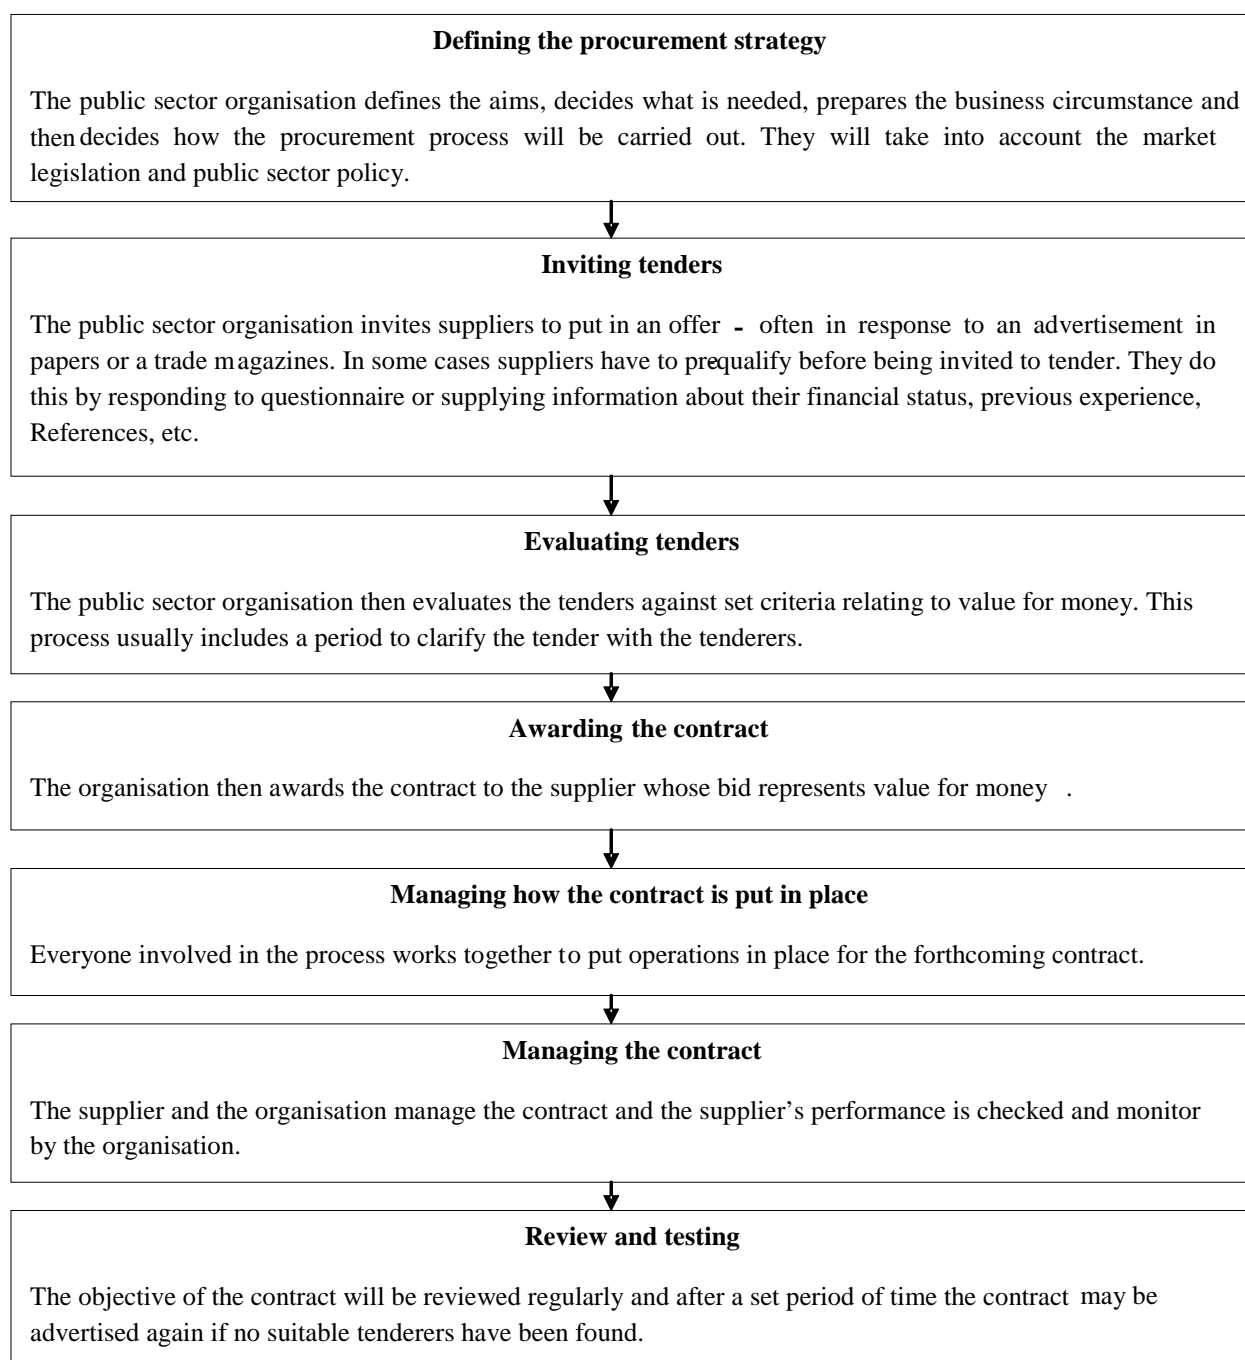 Defining the procurement strategy
The public sector organisation defines the aims, decides what is needed, prepares the business circumstance and
then decides how the procurement process will be carried out. They will take into account the market
legislation and public sector policy.
Inviting tenders
The public sector organisation invites suppliers to put in an offer - often in response to an advertisement in
papers or a trade magazines. In some cases suppliers have to prequalify before being invited to tender. They do
this by responding to questionnaire or supplying information about their financial status, previous experience,
References, etc.
Evaluating tenders
The public sector organisation then evaluates the tenders against set criteria relating to value for money. This
process usually includes a period to clarify the tender with the tenderers.
Awarding the contract
The organisation then awards the contract to the supplier whose bid represents value for money .
Managing how the contract is put in place
Everyone involved in the process works together to put operations in place for the forthcoming contract.
Managing the contract
The supplier and the organisation manage the contract and the supplier’s performance is checked and monitor
by the organisation.
Review and testing
The objective of the contract will be reviewed regularly and after a set period of time the contract may be
advertised again if no suitable tenderers have been found.